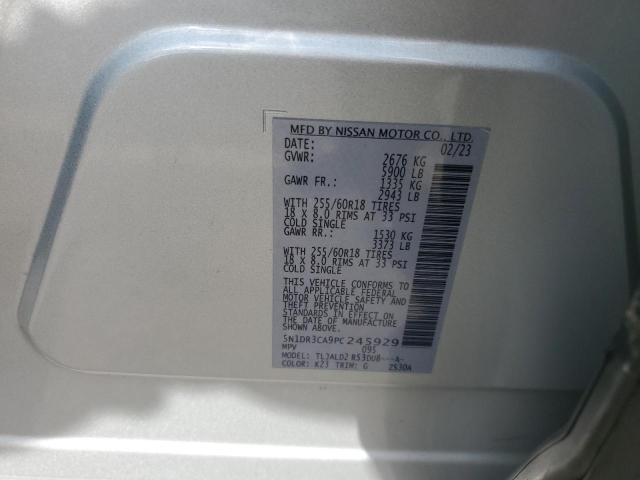 MFD BY NISSAN MOTOR CO., LTD.
DATE: 02/23
GVWR: 2676 KG
5900 LB
GAWR FR.: 1335 KG
2943 LB
WITH 255/60R18 TIRES
18 X 8.0 RIMS AT 33 PSI
COLD SINGLE
GAWR RR.: 1530 KG
3373 LB
WITH 255/60R18 TIRES
18 X 8.0 RIMS AT 33 PSI
COLD SINGLE
THIS VEHICLE CONFORMS TO
ALL APPLICABLE FEDERAL
MOTOR VEHICLE SAFETY AND
THEFT PREVENTION
STANDARDS IN EFFECT ON
THE DATE OF MANUFACTURE
SHOWN ABOVE.
5N1DR3CA9PC245929
MPV 095
MODEL: TLJALD2 R53DUB---A-
COLOR: K23 TRIM: G ZS30A